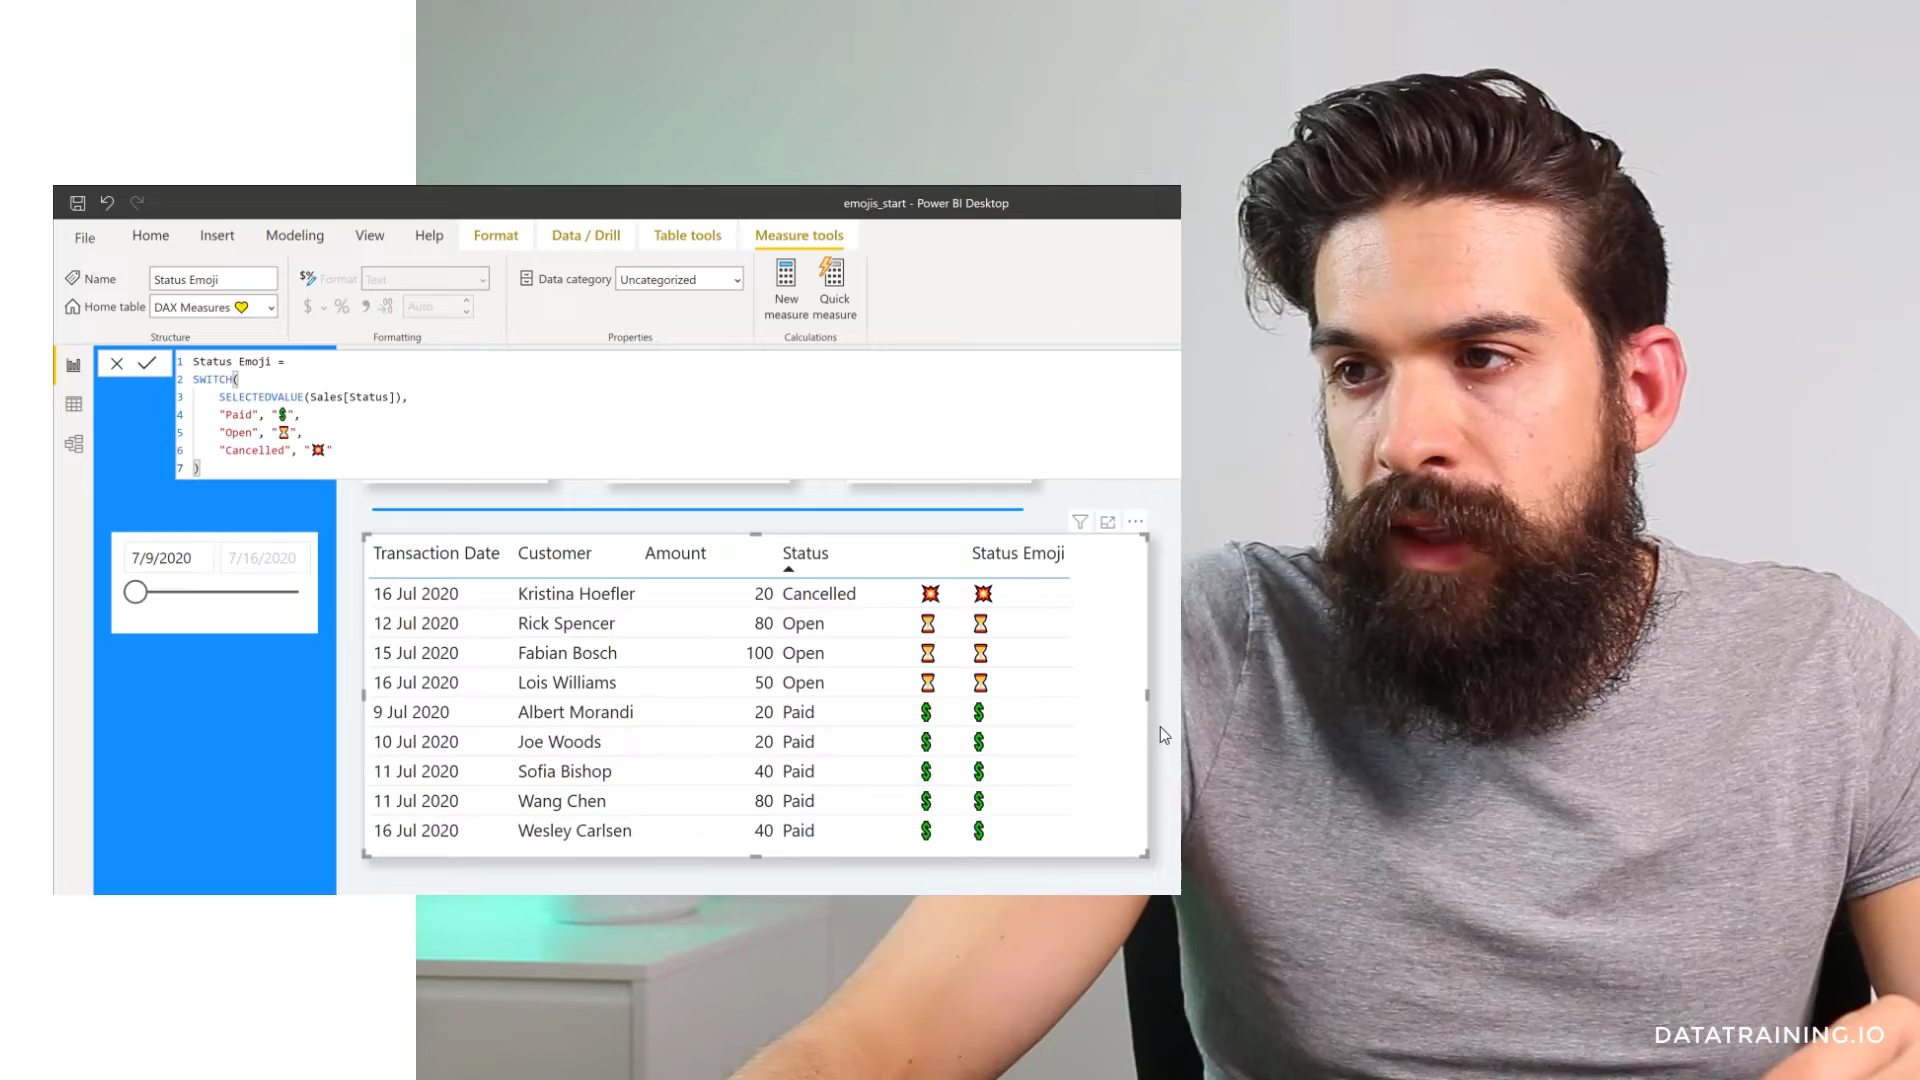 emojis_start - Power BI Desktop
File Home Insert Modeling View Help Format Data / Drill Table tools Measure tools
Name Status Emoji
Home table DAX Measures 💛
Structure
$% Format Text
$ % 9 .00 Auto
Formatting
Data category Uncategorized
Properties
New measure
Quick measure
Calculations
1 Status Emoji =
2 SWITCH(
3 SELECTEDVALUE(Sales[Status]),
4 "Paid", "💲",
5 "Open", "⏳",
6 "Cancelled", "💥"
7 )
7/9/2020 7/16/2020
Transaction Date Customer Amount Status Status Emoji
16 Jul 2020 Kristina Hoefler 20 Cancelled 💥 💥
12 Jul 2020 Rick Spencer 80 Open ⏳ ⏳
15 Jul 2020 Fabian Bosch 100 Open ⏳ ⏳
16 Jul 2020 Lois Williams 50 Open ⏳ ⏳
9 Jul 2020 Albert Morandi 20 Paid 💲 💲
10 Jul 2020 Joe Woods 20 Paid 💲 💲
11 Jul 2020 Sofia Bishop 40 Paid 💲 💲
11 Jul 2020 Wang Chen 80 Paid 💲 💲
16 Jul 2020 Wesley Carlsen 40 Paid 💲 💲
DATATRAINING.IO